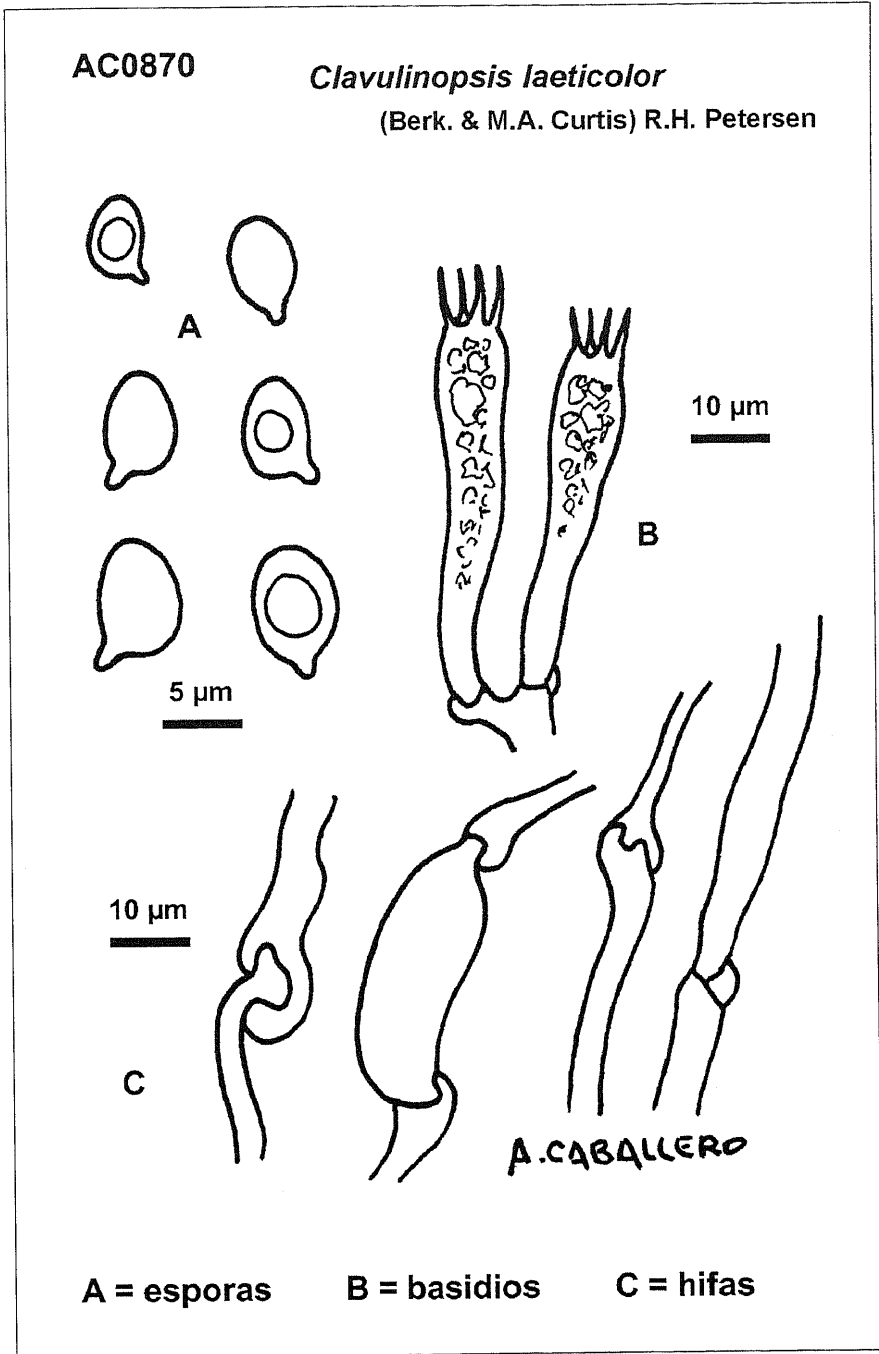 AC0870
Clavulinopsis laeticolor
(Berk. & M.A. Curtis) R.H. Petersen
A
10 µm
B
5 µm
10 µm
C
A.CABALLERO
A = esporas B = basidios C = hifas